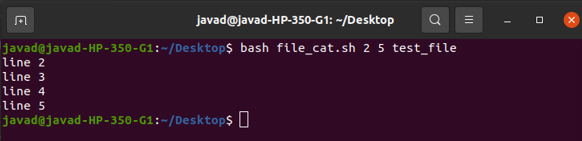 javad@javad-HP-350-G1: ~/Desktop
javad@javad-HP-350-G1:~/Desktop$ bash file_cat.sh 2 5 test_file
line 2
line 3
line 4
line 5
javad@javad-HP-350-G1:~/Desktop$